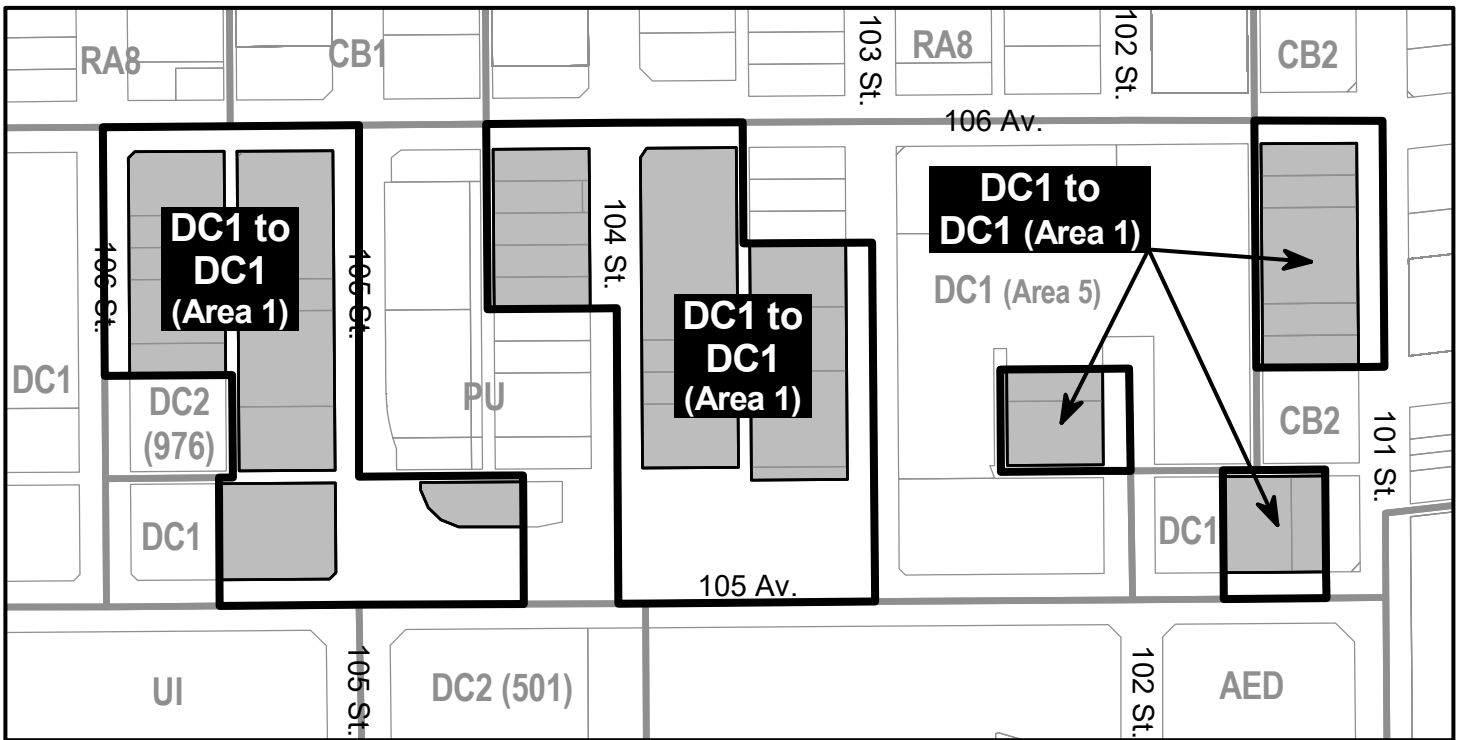 RA8
CB1
103 St.
RA8
102 St.
CB2
106 Av.
DC1 to
DC1
(Area 1)
106 St.
105 St.
104 St.
DC1 to
DC1 (Area 1)
DC1 (Area 5)
DC1 to
DC1
(Area 1)
DC1
DC2
(976)
PU
CB2
101 St.
DC1
DC1
105 Av.
UI
105 St.
DC2 (501)
102 St.
AED